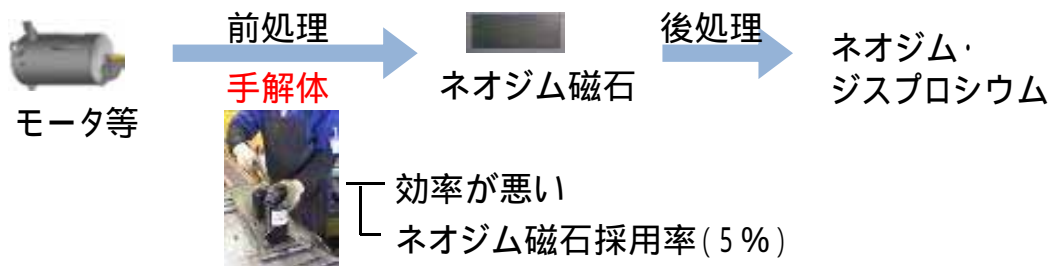 前処理
後処理
手解体
モータ等
ネオジム磁石
ネオジム・
ジスプロシウム
効率が悪い
ネオジム磁石採用率(5%)